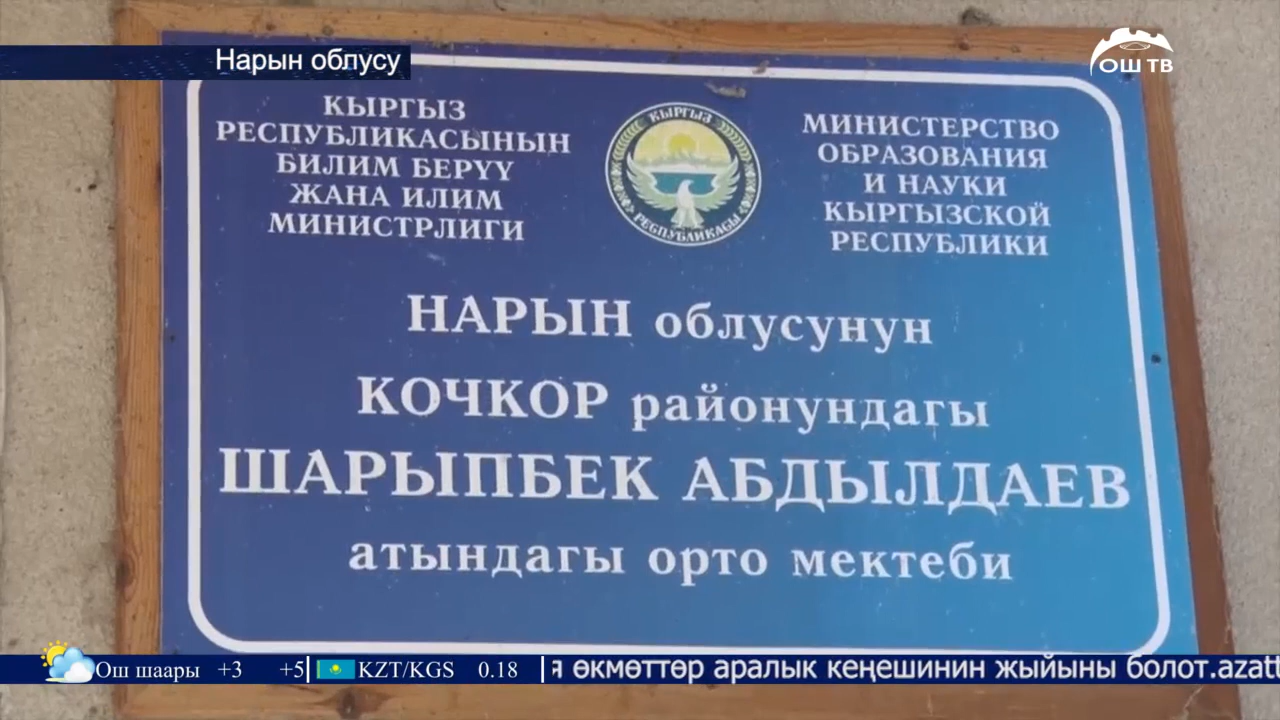 Нарын облусу
ОШ ТВ
КЫРГЫЗ
РЕСПУБЛИКАСЫНЫН
БИЛИМ БЕРҮҮ
ЖАНА ИЛИМ
МИНИСТРЛИГИ
КЫРГЫЗ
РЕСПУБЛИКАСЫ
МИНИСТЕРСТВО
ОБРАЗОВАНИЯ
И НАУКИ
КЫРГЫЗСКОЙ
РЕСПУБЛИКИ
НАРЫН облусунун
КОЧКОР районундагы
ШАРЫПБЕК АБДЫЛДАЕВ
атындагы орто мектеби
Ош шаары +3 +5 KZT/KGS 0.18 я өкмөттөр аралык кеңешинин жыйыны болот.azatt